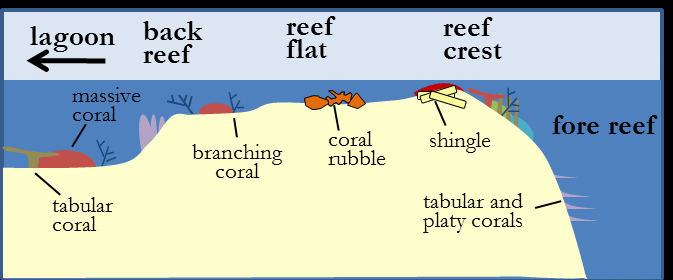 lagoon
back
reef
reef
flat
reef
crest
massive
coral
fore reef
branching
coral
coral
rubble
shingle
tabular
coral
tabular and
platy corals